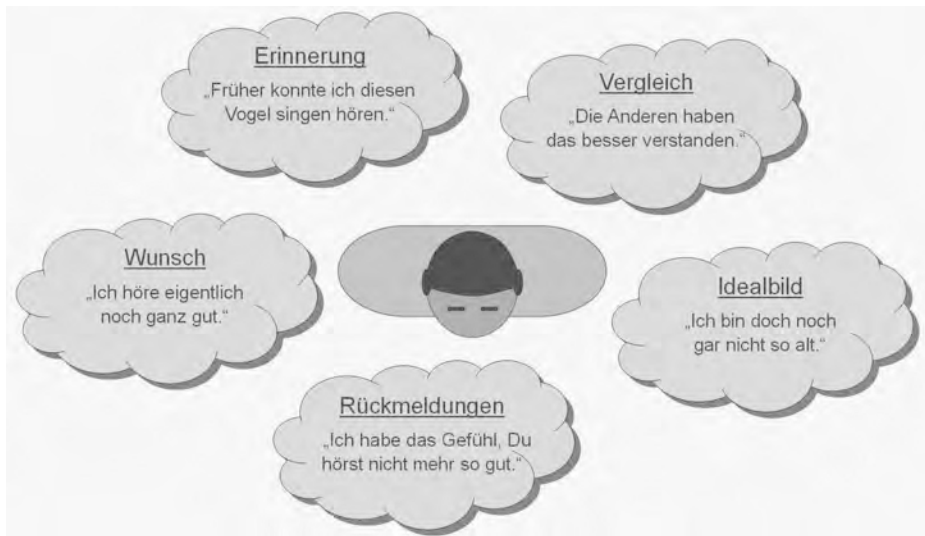 Erinnerung
„Früher konnte ich diesen
Vogel singen hören.“
Vergleich
„Die Anderen haben
das besser verstanden.“
Wunsch
„Ich höre eigentlich
noch ganz gut.“
Idealbild
„Ich bin doch noch
gar nicht so alt.“
Rückmeldungen
„Ich habe das Gefühl, Du
hörst nicht mehr so gut.“